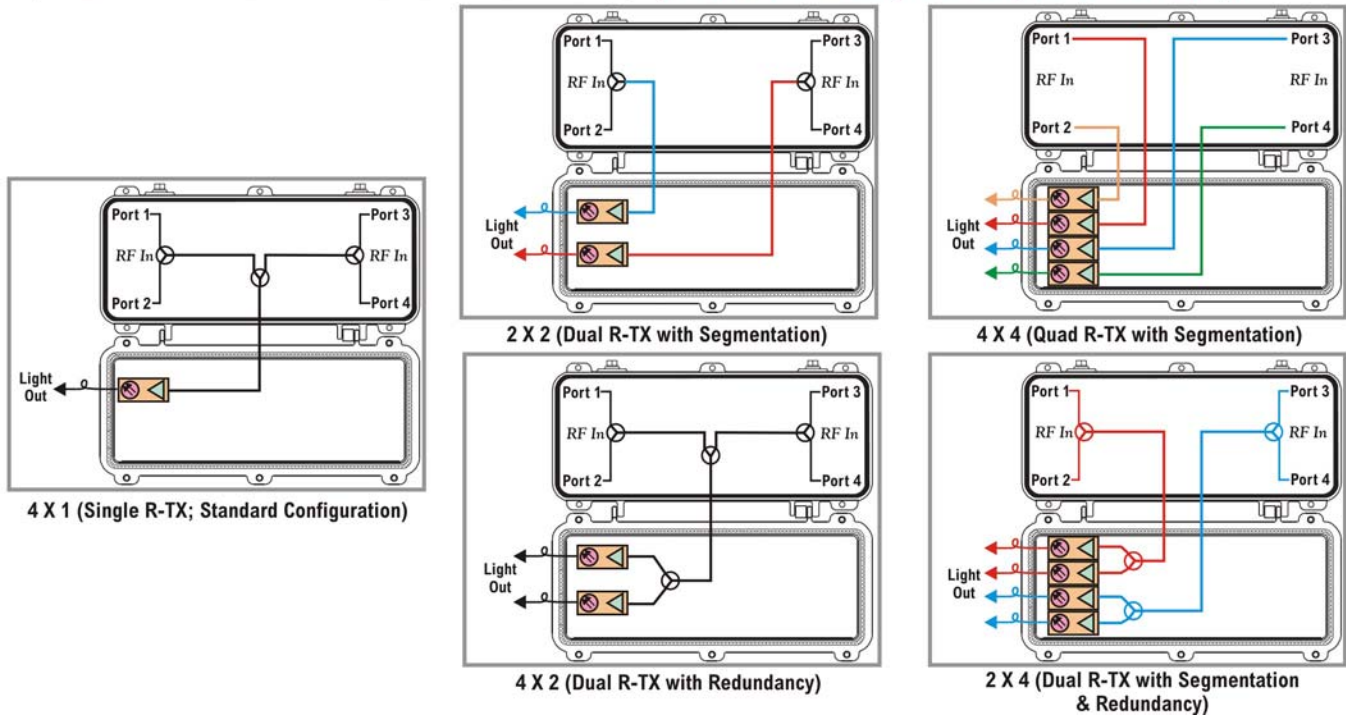 Port 1
Port 3
RF In
RF In
Port 2
Port 4
Light
Out
4 X 1 (Single R-TX; Standard Configuration)
Port 1
Port 3
RF In
RF In
Port 2
Port 4
Light
Out
2 X 2 (Dual R-TX with Segmentation)
Port 1
Port 3
RF In
RF In
Port 2
Port 4
Light
Out
4 X 4 (Quad R-TX with Segmentation)
Port 1
Port 3
RF In
RF In
Port 2
Port 4
Light
Out
4 X 2 (Dual R-TX with Redundancy)
Port 1
Port 3
RF In
RF In
Port 2
Port 4
Light
Out
2 X 4 (Dual R-TX with Segmentation
& Redundancy)